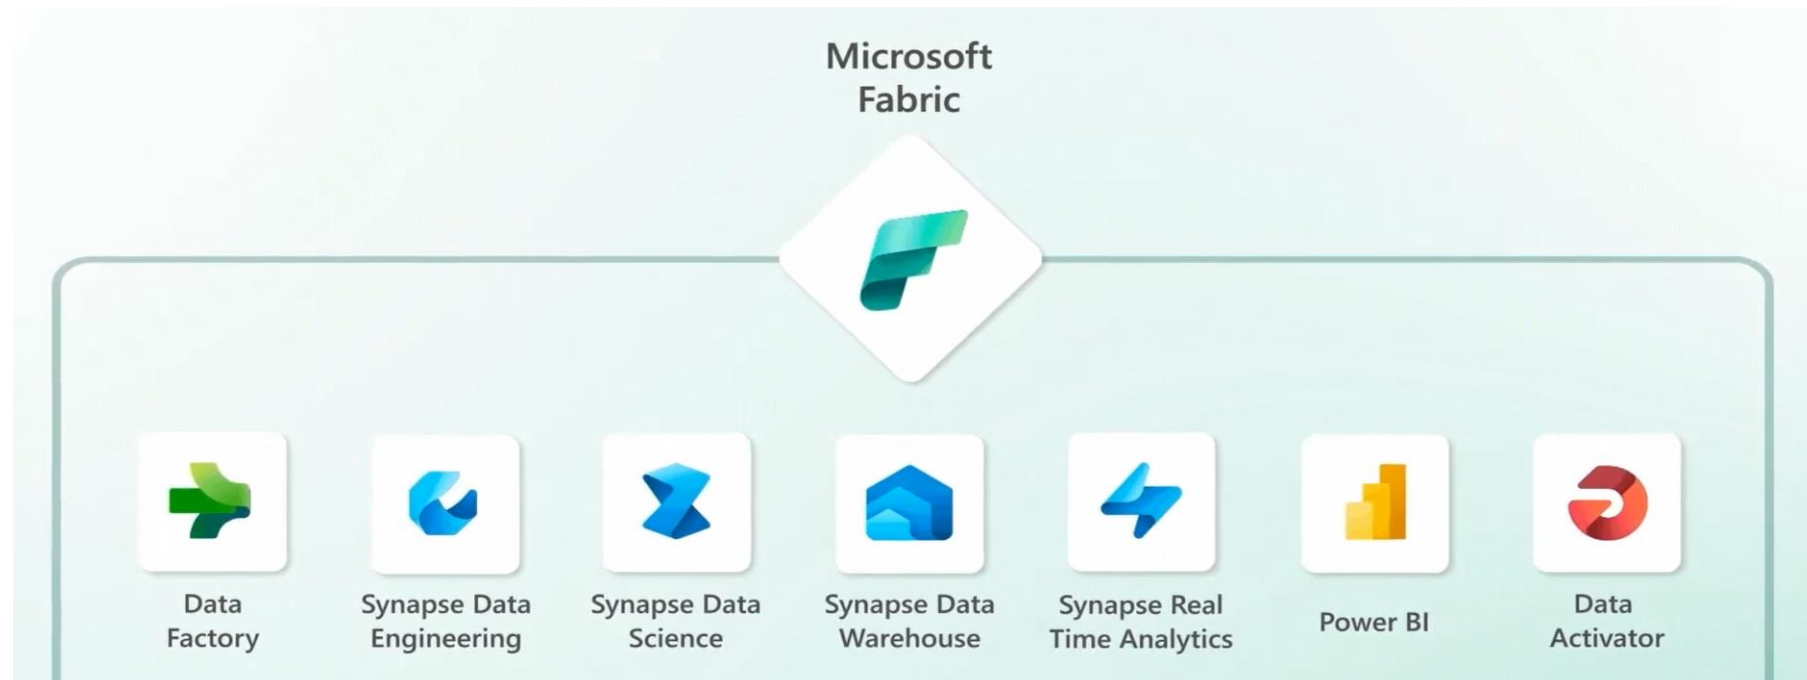 Microsoft
Fabric
Data
Factory
Synapse Data
Engineering
Synapse Data
Science
Synapse Data
Warehouse
Synapse Real
Time Analytics
Power BI
Data
Activator